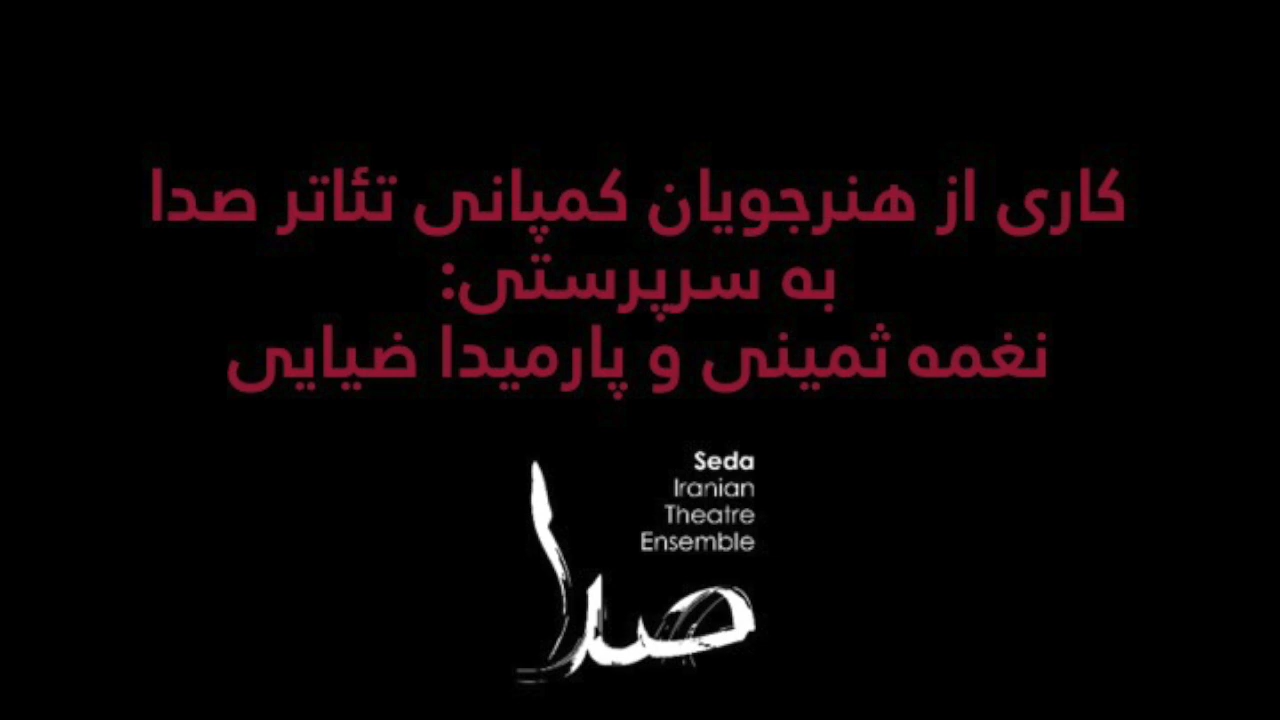 کاری از هنرجویان کمپانی تئاتر صدا
به سرپرستی:
نغمه ثمینی و پارمیدا ضیایی
Seda
Iranian
Theatre
Ensemble
صدا